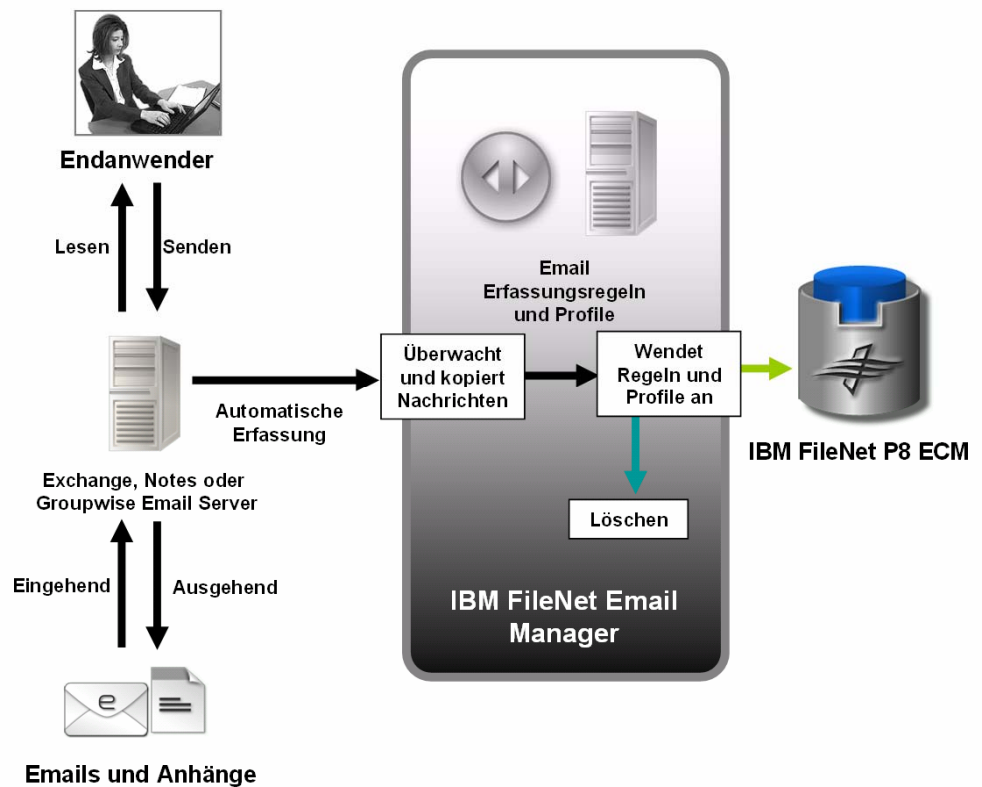 Endanwender
Lesen
Senden
Email
Erfassungsregeln
und Profile
Überwacht
und kopiert
Nachrichten
Wendet
Regeln und
Profile an
Automatische
Erfassung
IBM FileNet P8 ECM
Exchange, Notes oder
Groupwise Email Server
Löschen
Eingehend
Ausgehend
IBM FileNet Email
Manager
e
Emails und Anhänge